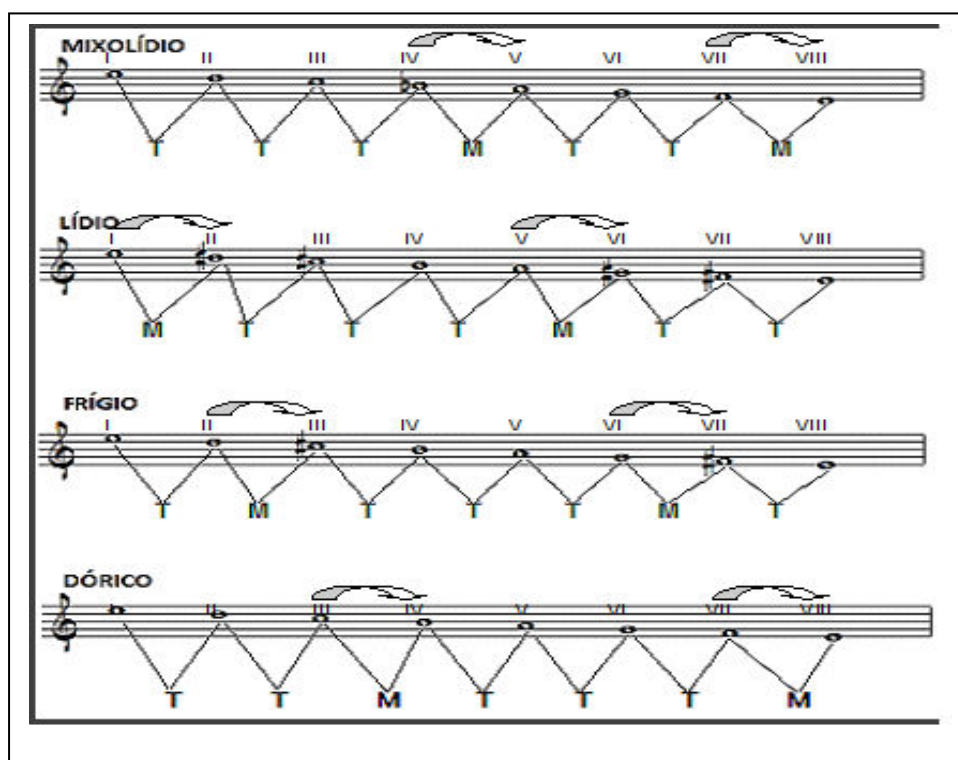 MIXOLÍDIO
I II III IV V VI VII VIII
T T T M T T M
LÍDIO
I II III IV V VI VII VIII
M T T T M T T
FRÍGIO
I II III IV V VI VII VIII
T M T T T M T
DÓRICO
I II III IV V VI VII VIII
T T M T T T M